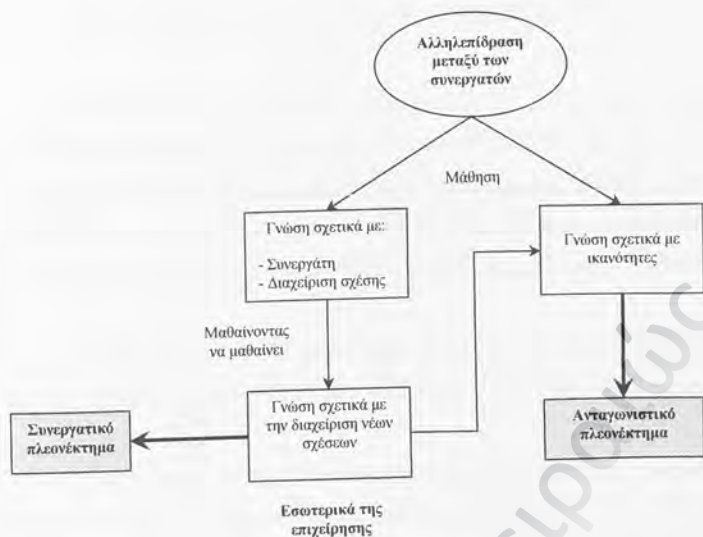 Αλληλεπίδραση
μεταξύ των
συνεργατών
Μάθηση
Γνώση σχετικά με:
- Συνεργάτη
- Διαχείριση σχέσης
Γνώση σχετικά με
ικανότητες
Μαθαίνοντας
να μαθαίνει
Συνεργατικό
πλεονέκτημα
Γνώση σχετικά με
την διαχείριση νέων
σχέσεων
Ανταγωνιστικό
πλεονέκτημα
Εσωτερικά της
επιχείρησης